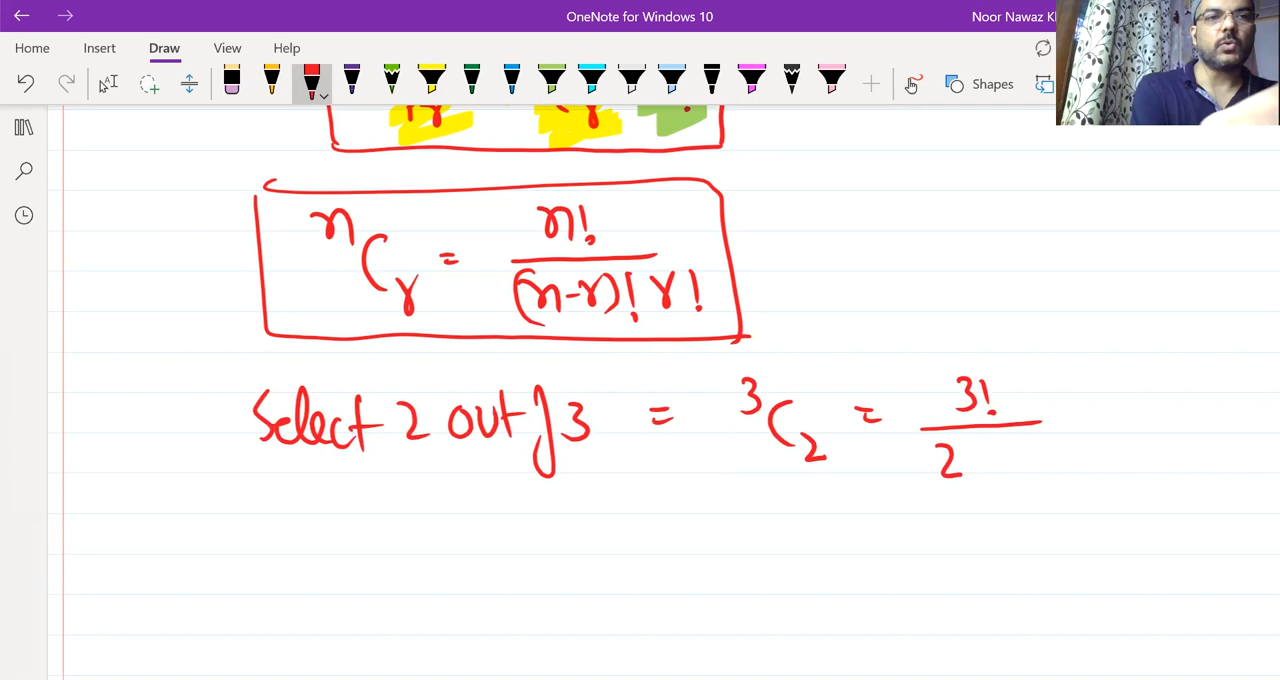 OneNote for Windows 10
Noor Nawaz Kh
Home Insert Draw View Help
Shapes
nCr = n! / (n-r)! r!
Select 2 out of 3 = 3C2 = 3! / 2